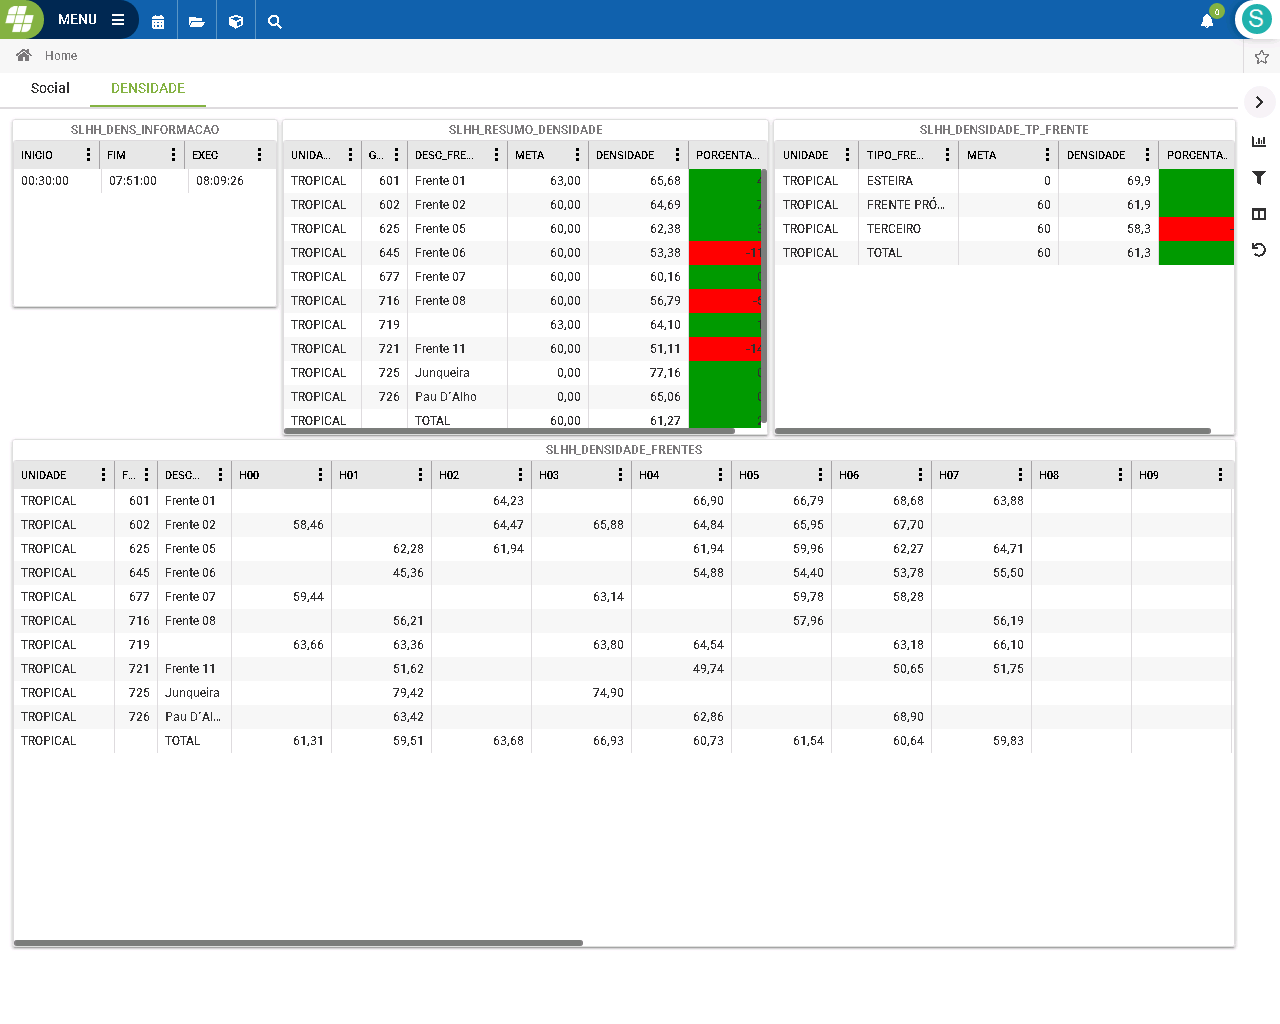 MENU
0
S
Home
Social DENSIDADE
SLHH_DENS_INFORMACAO
INICIO FIM EXEC
00:30:00 07:51:00 08:09:26
SLHH_RESUMO_DENSIDADE
UNIDA... G... DESC_FRE... META DENSIDADE PORCENTA...
TROPICAL 601 Frente 01 63,00 65,68
TROPICAL 602 Frente 02 60,00 64,69
TROPICAL 625 Frente 05 60,00 62,38
TROPICAL 645 Frente 06 60,00 53,38
TROPICAL 677 Frente 07 60,00 60,16
TROPICAL 716 Frente 08 60,00 56,79
TROPICAL 719 63,00 64,10
TROPICAL 721 Frente 11 60,00 51,11
TROPICAL 725 Junqueira 0,00 77,16
TROPICAL 726 Pau D´Alho 0,00 65,06
TROPICAL TOTAL 60,00 61,27
SLHH_DENSIDADE_TP_FRENTE
UNIDADE TIPO_FRE... META DENSIDADE PORCENTA...
TROPICAL ESTEIRA 0 69,9
TROPICAL FRENTE PRÓ... 60 61,9
TROPICAL TERCEIRO 60 58,3
TROPICAL TOTAL 60 61,3
SLHH_DENSIDADE_FRENTES
UNIDADE F... DESC... H00 H01 H02 H03 H04 H05 H06 H07 H08 H09
TROPICAL 601 Frente 01 64,23 66,90 66,79 68,68 63,88
TROPICAL 602 Frente 02 58,46 64,47 65,88 64,84 65,95 67,70
TROPICAL 625 Frente 05 62,28 61,94 61,94 59,96 62,27 64,71
TROPICAL 645 Frente 06 45,36 54,88 54,40 53,78 55,50
TROPICAL 677 Frente 07 59,44 63,14 59,78 58,28
TROPICAL 716 Frente 08 56,21 57,96 56,19
TROPICAL 719 63,66 63,36 63,80 64,54 63,18 66,10
TROPICAL 721 Frente 11 51,62 49,74 50,65 51,75
TROPICAL 725 Junqueira 79,42 74,90
TROPICAL 726 Pau D´Al... 63,42 62,86 68,90
TROPICAL TOTAL 61,31 59,51 63,68 66,93 60,73 61,54 60,64 59,83